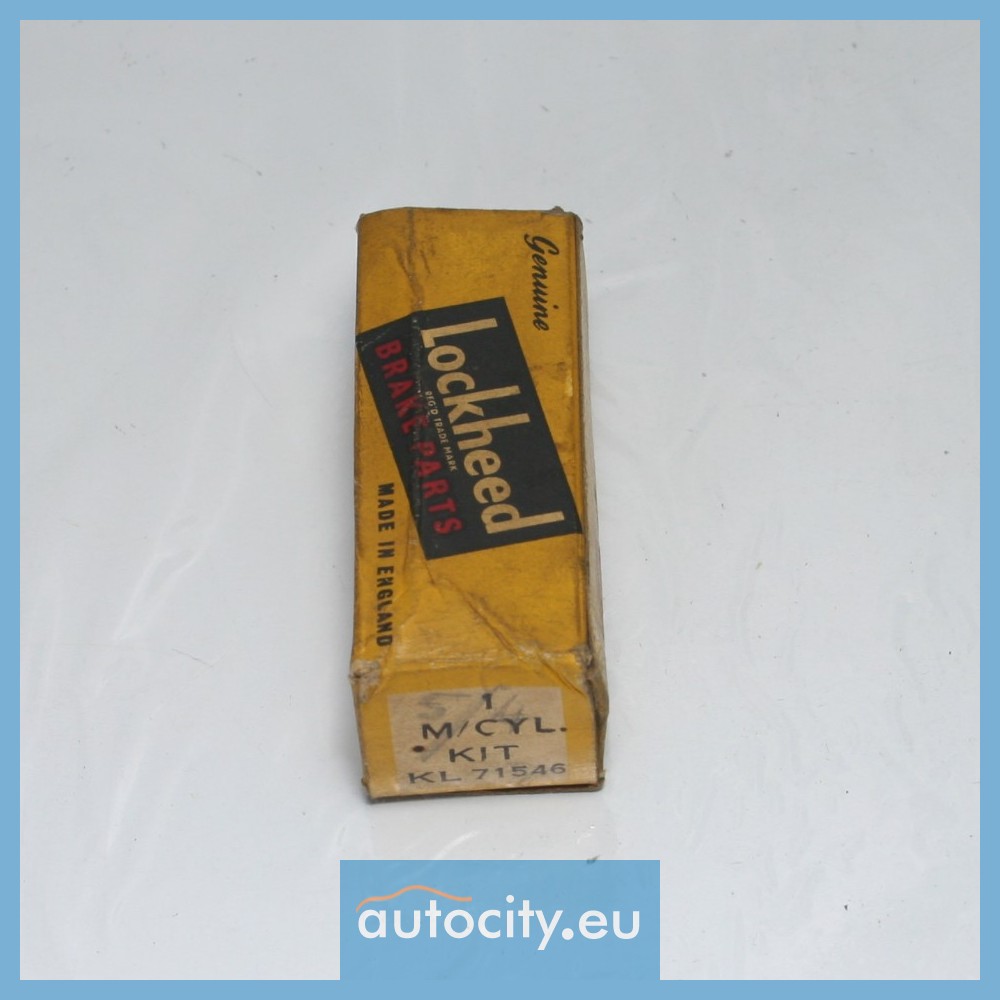 Genuine
Lockheed
REG'D TRADE MARK
BRAKE PARTS
MADE IN ENGLAND
1
M/CYL.
KIT
KL 71546
autocity.eu